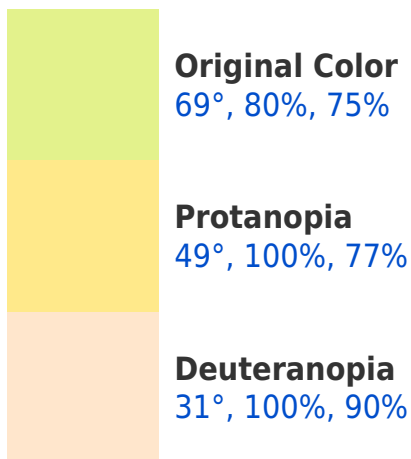 Original Color
69°, 80%, 75%
Protanopia
49°, 100%, 77%
Deuteranopia
31°, 100%, 90%